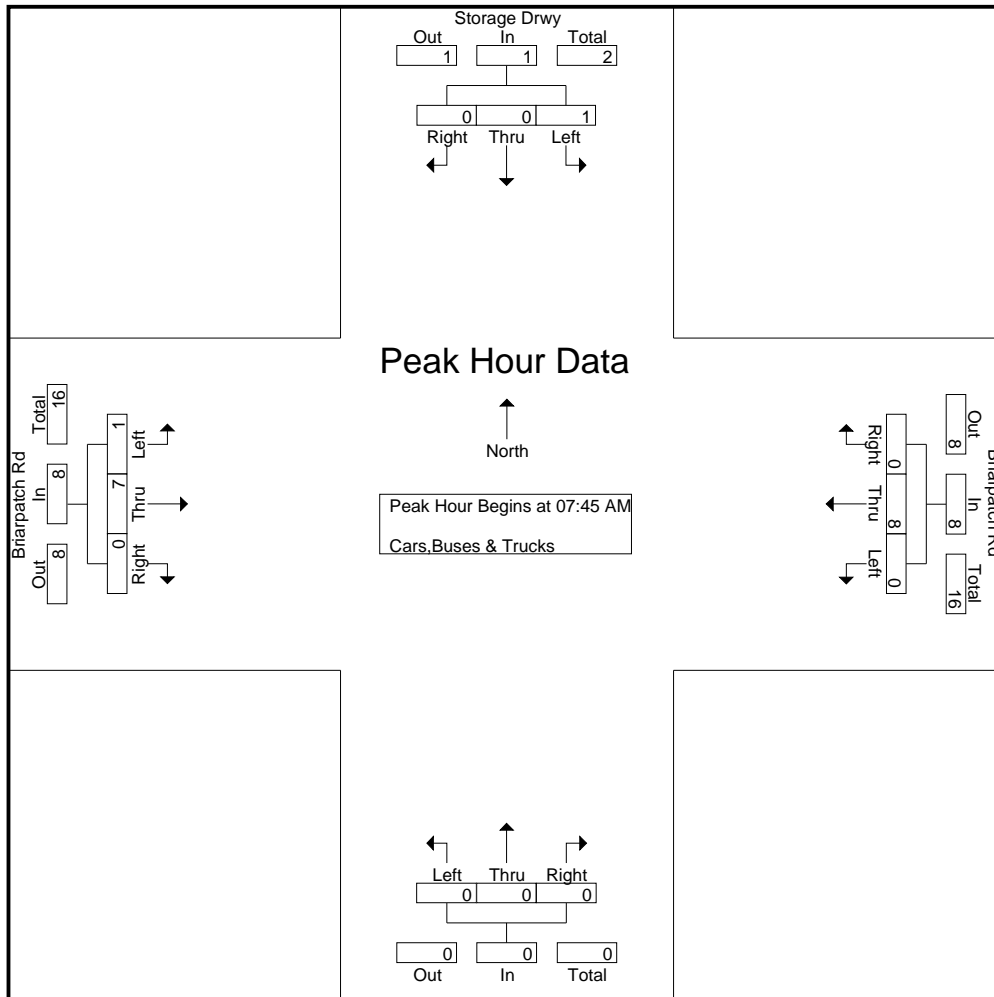 Storage Drwy
Out In Total
1 1 2
0 0 1
Right Thru Left
Peak Hour Data
North
Peak Hour Begins at 07:45 AM
Cars,Buses & Trucks
Briarpatch Rd
Out In Total
8 8 16
Right Thru Left
0 7 1
Briarpatch Rd
Out In Total
8 8 16
Right Thru Left
0 8 0
Left Thru Right
0 0 0
0 0 0
Out In Total